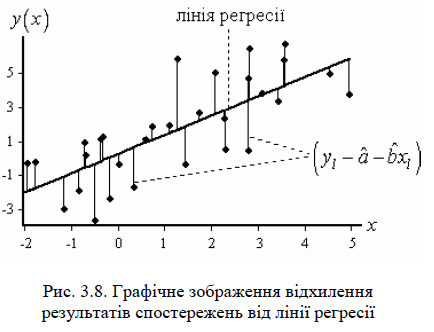 y(x)
лінія регресії
5
3
1
-1
-3
(y_l − â − b̂x_l)
-2 -1 0 1 2 3 4 5 x
Рис. 3.8. Графічне зображення відхилення
результатів спостережень від лінії регресії